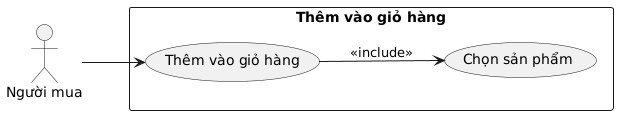 Thêm vào giỏ hàng
Người mua
Thêm vào giỏ hàng
«include»
Chọn sản phẩm